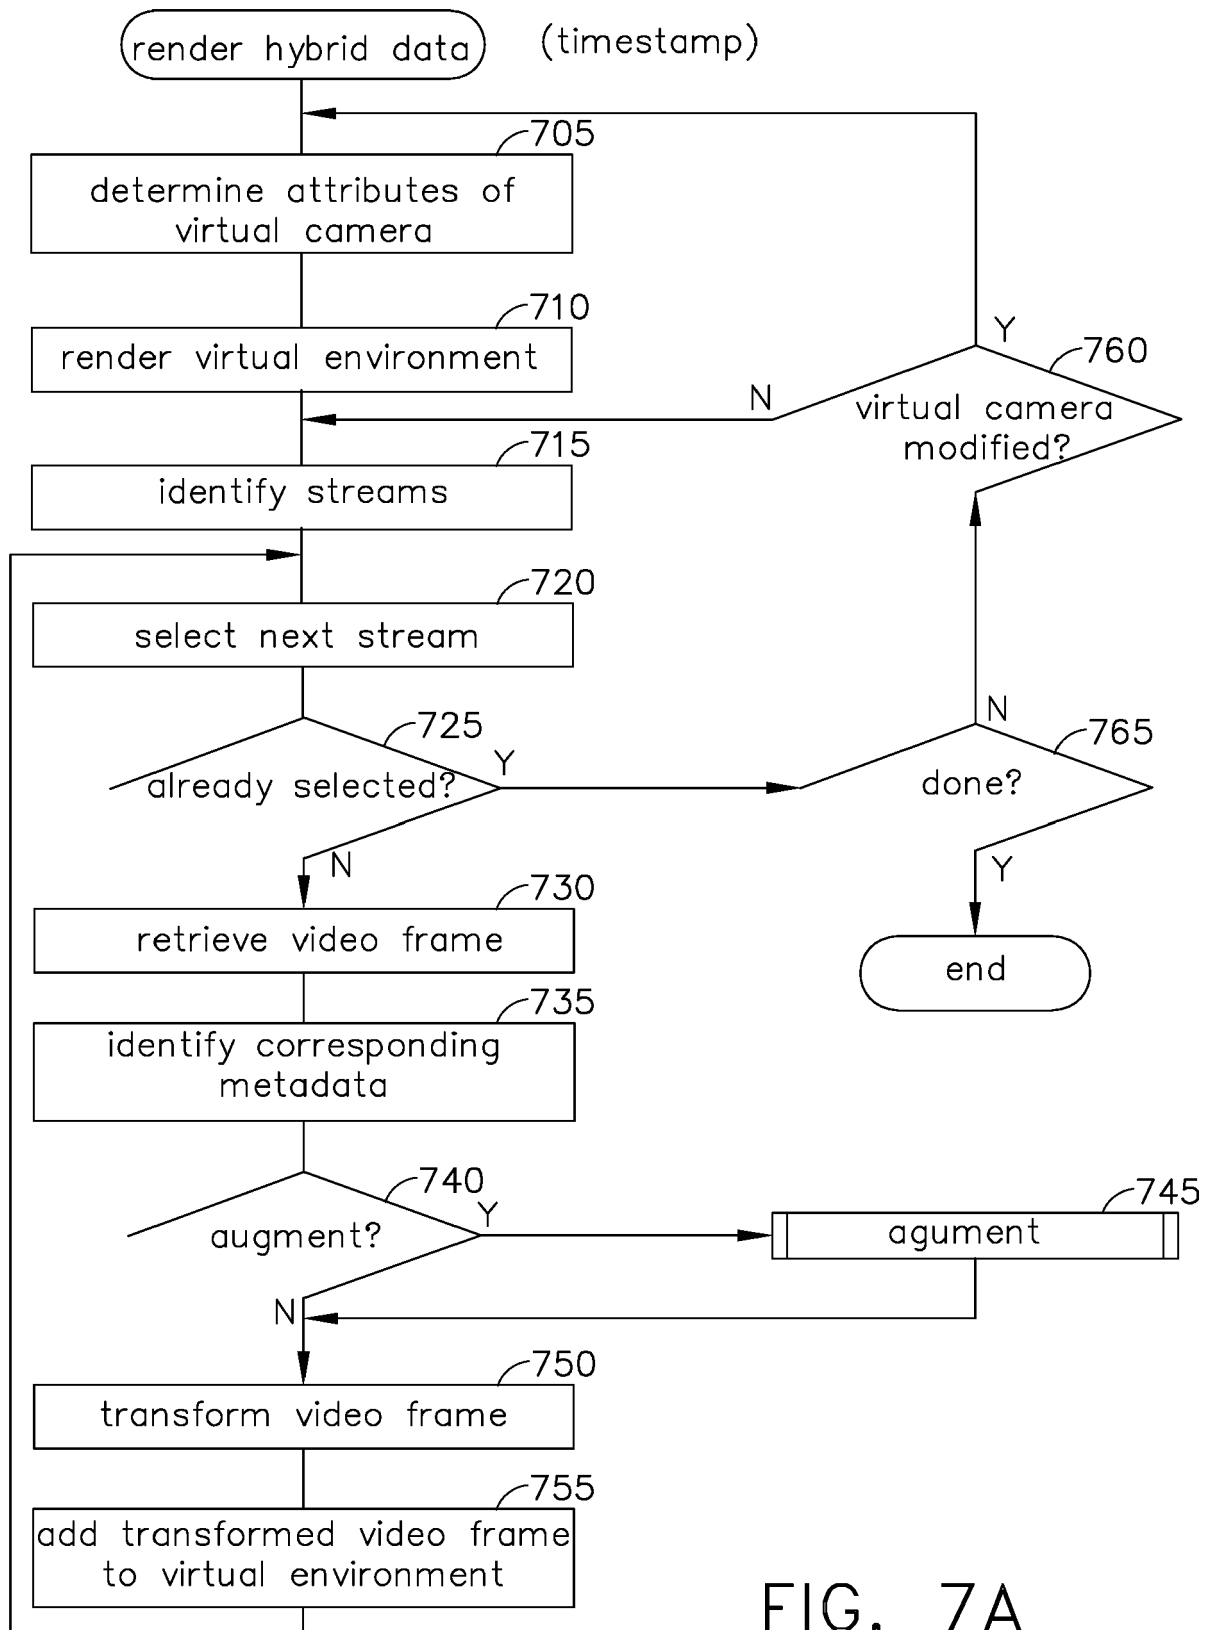 render hybrid data
(timestamp)
705
determine attributes of
virtual camera
710
render virtual environment
Y
760
N
virtual camera
modified?
715
identify streams
720
select next stream
725
Y
already selected?
N
765
done?
N
Y
730
retrieve video frame
end
735
identify corresponding
metadata
740
Y
augment?
745
agument
N
750
transform video frame
755
add transformed video frame
to virtual environment
FIG. 7A